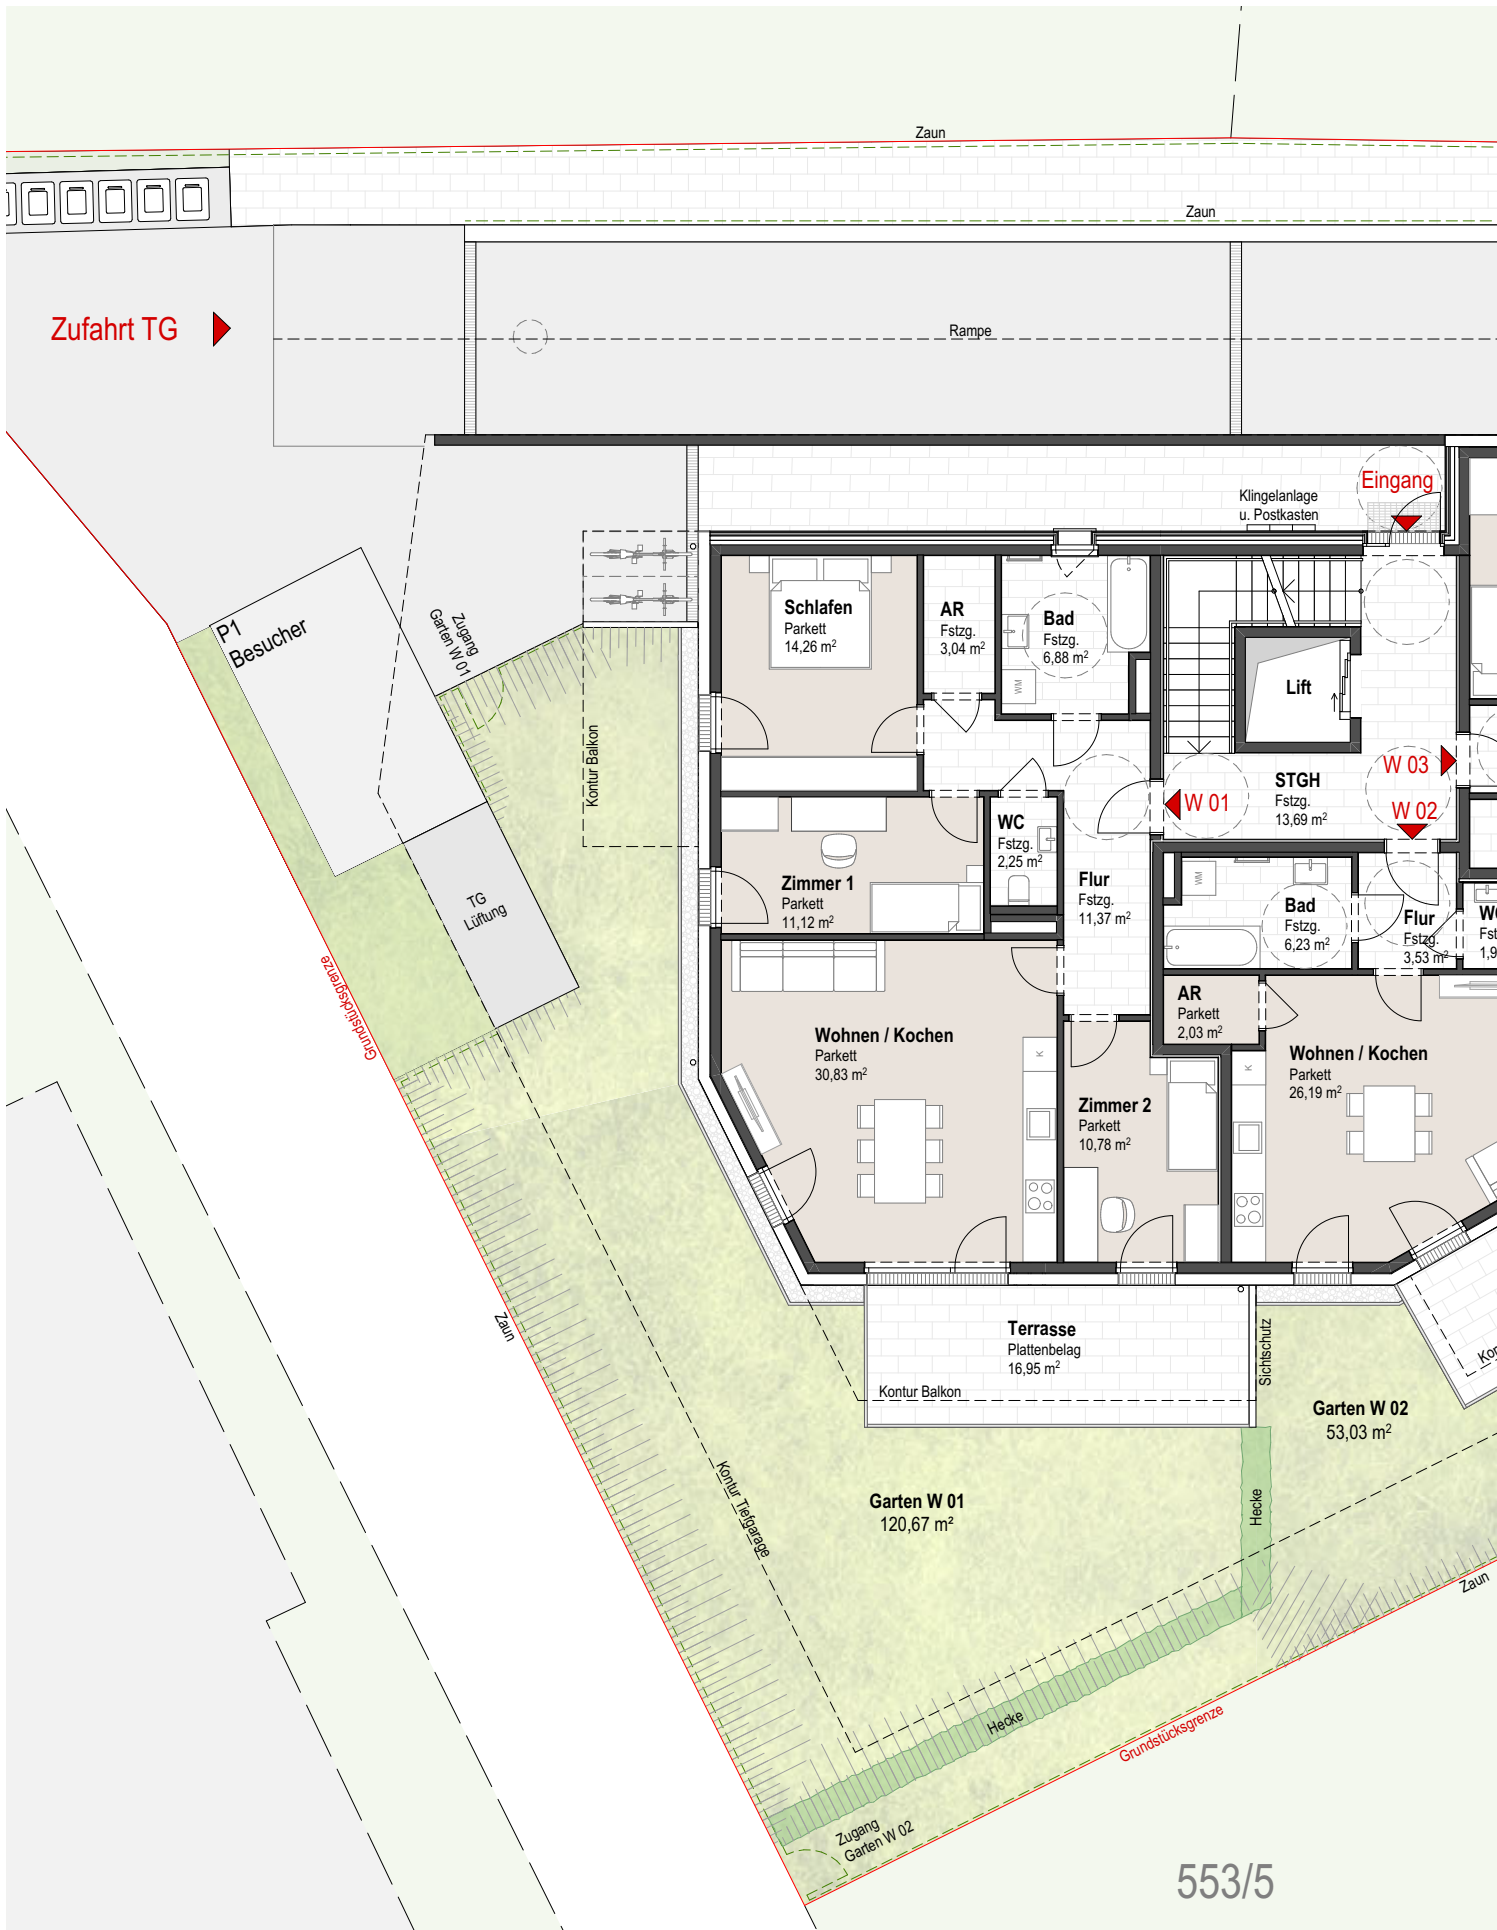 Zaun
Zaun
Zufahrt TG
Rampe
Eingang
Klingelanlage
u. Postkasten
P1
Besucher
Zugang
Garten W 01
Kontur Balkon
Schlafen
Parkett
14,26 m²
AR
Fstzg.
3,04 m²
Bad
Fstzg.
6,88 m²
WM
Lift
STGH
Fstzg.
13,69 m²
W 03
W 01
W 02
WC
Fstzg.
2,25 m²
Zimmer 1
Parkett
11,12 m²
Flur
Fstzg.
11,37 m²
TG
Lüftung
WM
Bad
Fstzg.
6,23 m²
Flur
Fstzg.
3,53 m²
Grundstücksgrenze
AR
Parkett
2,03 m²
Wohnen / Kochen
Parkett
30,83 m²
K
Wohnen / Kochen
Parkett
26,19 m²
K
Zimmer 2
Parkett
10,78 m²
Zaun
Terrasse
Plattenbelag
16,95 m²
Kontur Balkon
Sichtschutz
Garten W 02
53,03 m²
Kontur Tiefgarage
Garten W 01
120,67 m²
Hecke
Zaun
Hecke
Grundstücksgrenze
Zugang
Garten W 02
553/5